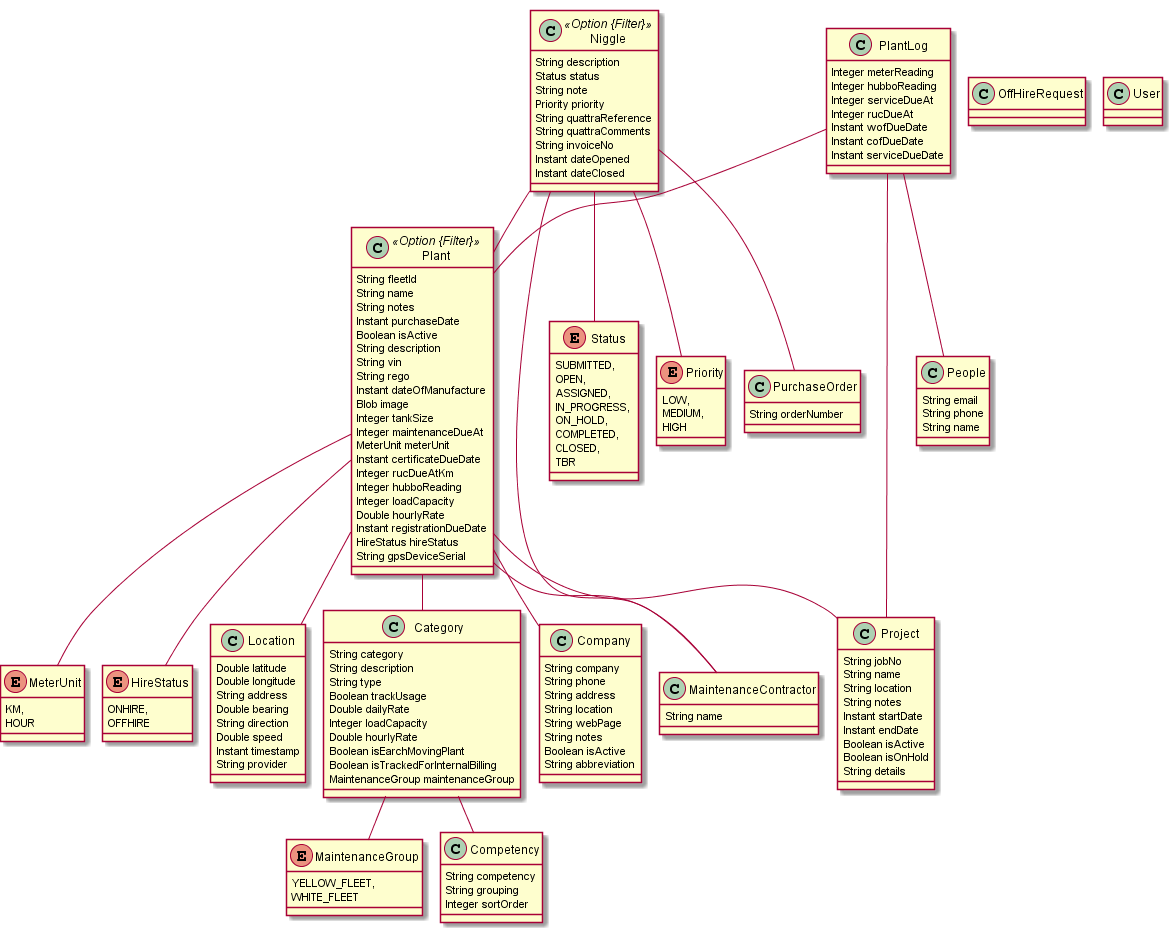 C «Option {Filter}»
Niggle
String description
Status status
String note
Priority priority
String quattraReference
String quattraComments
String invoiceNo
Instant dateOpened
Instant dateClosed
C PlantLog
Integer meterReading
Integer hubboReading
Integer serviceDueAt
Integer rucDueAt
Instant wofDueDate
Instant cofDueDate
Instant serviceDueDate
C OffHireRequest
C User
C «Option {Filter}»
Plant
String fleetId
String name
String notes
Instant purchaseDate
Boolean isActive
String description
String vin
String rego
Instant dateOfManufacture
Blob image
Integer tankSize
Integer maintenanceDueAt
MeterUnit meterUnit
Instant certificateDueDate
Integer rucDueAtKm
Integer hubboReading
Integer loadCapacity
Double hourlyRate
Instant registrationDueDate
HireStatus hireStatus
String gpsDeviceSerial
E Status
SUBMITTED,
OPEN,
ASSIGNED,
IN_PROGRESS,
ON_HOLD,
COMPLETED,
CLOSED,
TBR
E Priority
LOW,
MEDIUM,
HIGH
C PurchaseOrder
String orderNumber
C People
String email
String phone
String name
E MeterUnit
KM,
HOUR
E HireStatus
ONHIRE,
OFFHIRE
C Location
Double latitude
Double longitude
String address
Double bearing
String direction
Double speed
Instant timestamp
String provider
C Category
String category
String description
String type
Boolean trackUsage
Double dailyRate
Integer loadCapacity
Double hourlyRate
Boolean isEarchMovingPlant
Boolean isTrackedForInternalBilling
MaintenanceGroup maintenanceGroup
C Company
String company
String phone
String address
String location
String webPage
String notes
Boolean isActive
String abbreviation
C MaintenanceContractor
String name
C Project
String jobNo
String name
String location
String notes
Instant startDate
Instant endDate
Boolean isActive
Boolean isOnHold
String details
E MaintenanceGroup
YELLOW_FLEET,
WHITE_FLEET
C Competency
String competency
String grouping
Integer sortOrder